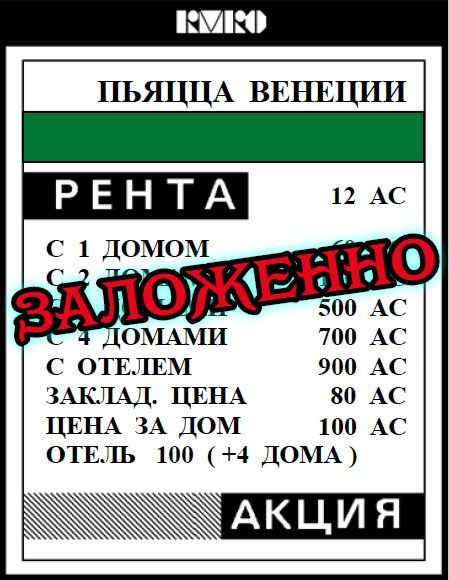 RMRO
ПЬЯЦЦА ВЕНЕЦИИ
РЕНТА 12 АС
С 1 ДОМОМ
С 2
ЗАЛОЖЕННО
500 АС
С 4 ДОМАМИ 700 АС
С ОТЕЛЕМ 900 АС
ЗАКЛАД. ЦЕНА 80 АС
ЦЕНА ЗА ДОМ 100 АС
ОТЕЛЬ 100 ( +4 ДОМА )
АКЦИЯ